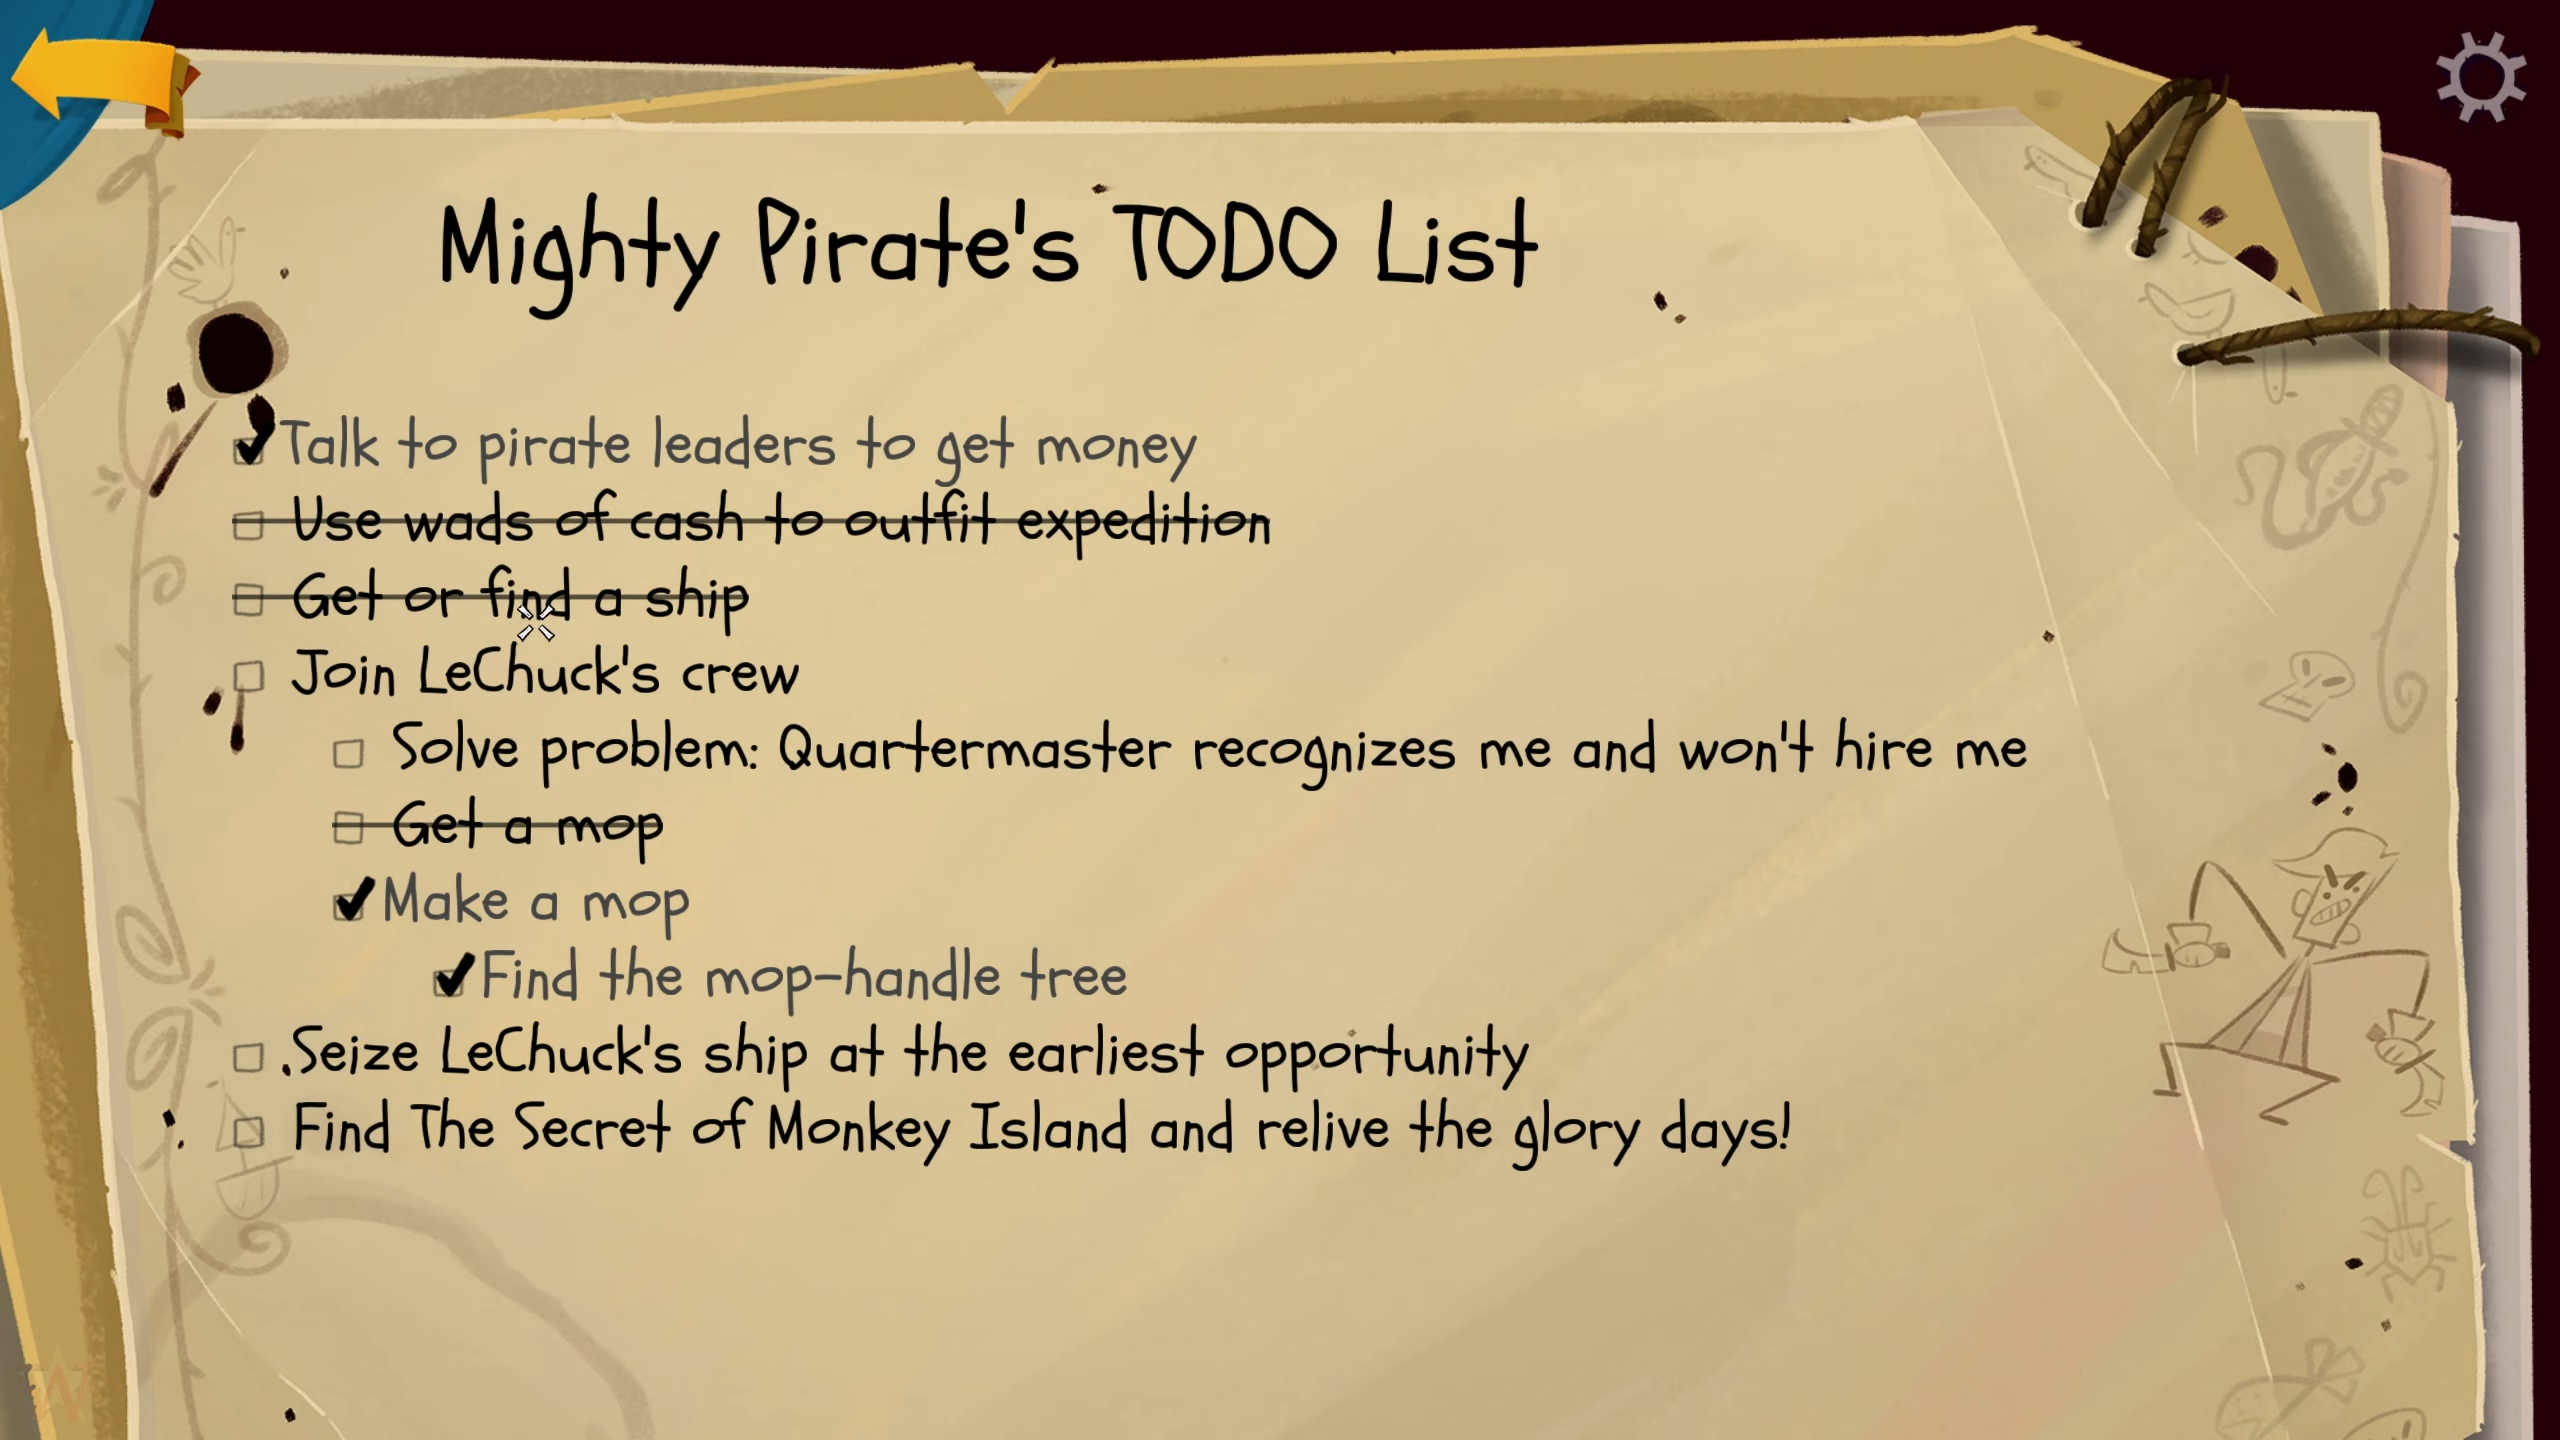 Mighty Pirate's TODO List
Talk to pirate leaders to get money
Use wads of cash to outfit expedition
Get or find a ship
Join LeChuck's crew
Solve problem: Quartermaster recognizes me and won't hire me
Get a mop
Make a mop
Find the mop-handle tree
Seize LeChuck's ship at the earliest opportunity
Find The Secret of Monkey Island and relive the glory days!
W